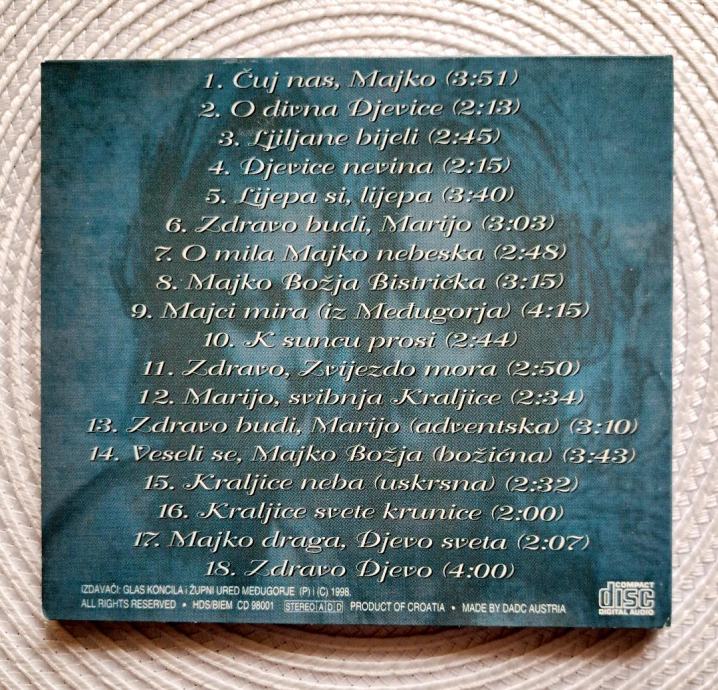 1. Čuj nas, Majko (3:51)
2. O divna Djevice (2:13)
3. Ljiljane bijeli (2:45)
4. Djevice nevina (2:15)
5. Lijepa si, lijepa (3:40)
6. Zdravo budi, Marijo (3:03)
7. O mila Majko nebeska (2:48)
8. Majko Božja Bistrička (3:15)
9. Majci mira (iz Međugorja) (4:15)
10. K suncu prosi (2:44)
11. Zdravo, Zvijezdo mora (2:50)
12. Marijo, svibnja Kraljice (2:34)
13. Zdravo budi, Marijo (adventska) (3:10)
14. Veseli se, Majko Božja (božićna) (3:43)
15. Kraljice neba (uskrsna) (2:32)
16. Kraljice svete krunice (2:00)
17. Majko draga, Djevo sveta (2:07)
18. Zdravo Djevo (4:00)
IZDAVAČI: GLAS KONCILA i ŽUPNI URED MEĐUGORJE (P) i (C) 1998.
ALL RIGHTS RESERVED • HDS/BIEM CD 98001 STEREO A D D PRODUCT OF CROATIA • MADE BY DADC AUSTRIA
COMPACT
disc
DIGITAL AUDIO